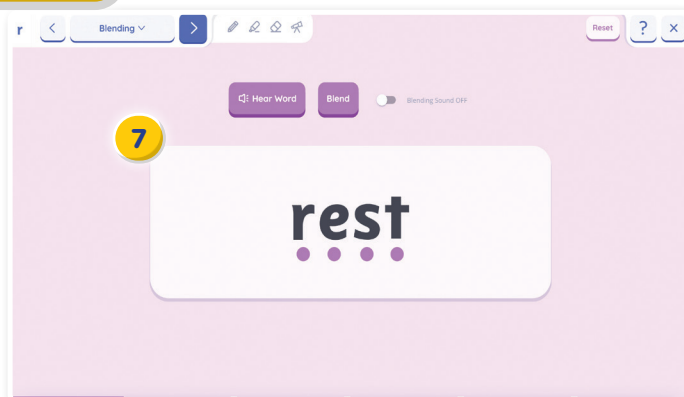 r
Blending
Reset
?
Hear Word
Blend
Blending Sound OFF
7
rest